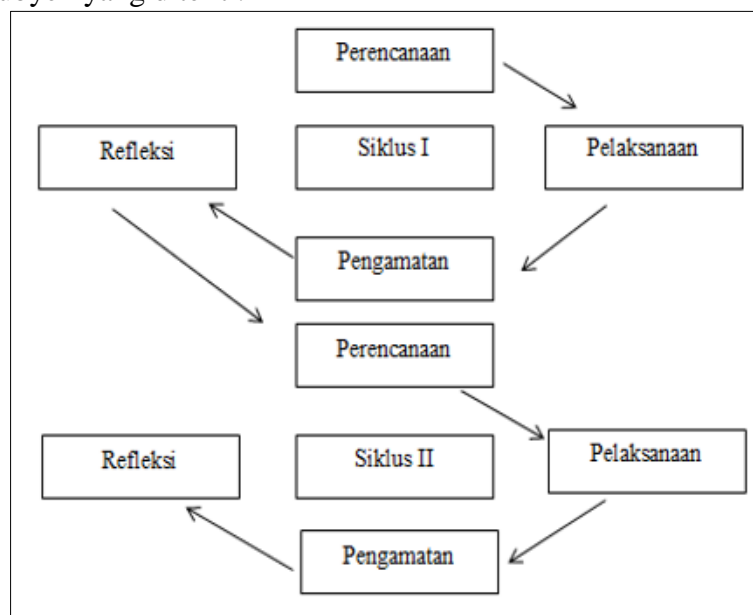 Perencanaan
Refleksi
Siklus I
Pelaksanaan
Pengamatan
Perencanaan
Refleksi
Siklus II
Pelaksanaan
Pengamatan